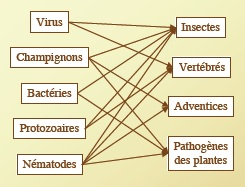 Virus
Champignons
Bactéries
Protozoaires
Nématodes
Insectes
Vertébrés
Adventices
Pathogènes
des plantes